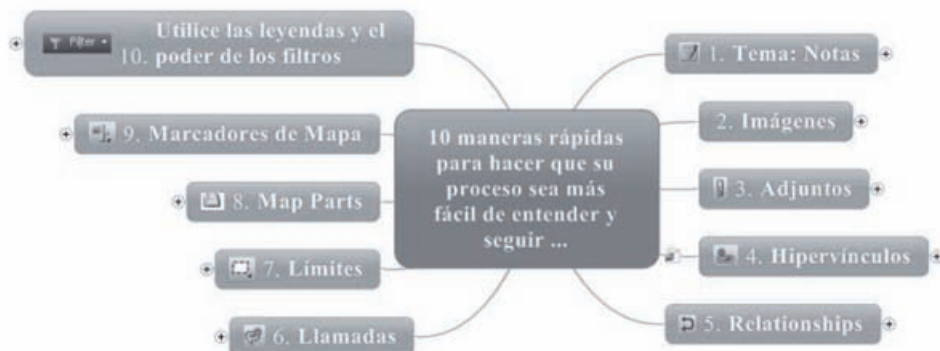 10 maneras rápidas
para hacer que su
proceso sea más
fácil de entender y
seguir ...
1. Tema: Notas
2. Imágenes
3. Adjuntos
4. Hipervínculos
5. Relationships
6. Llamadas
7. Límites
8. Map Parts
9. Marcadores de Mapa
Filter
10. Utilice las leyendas y el
poder de los filtros